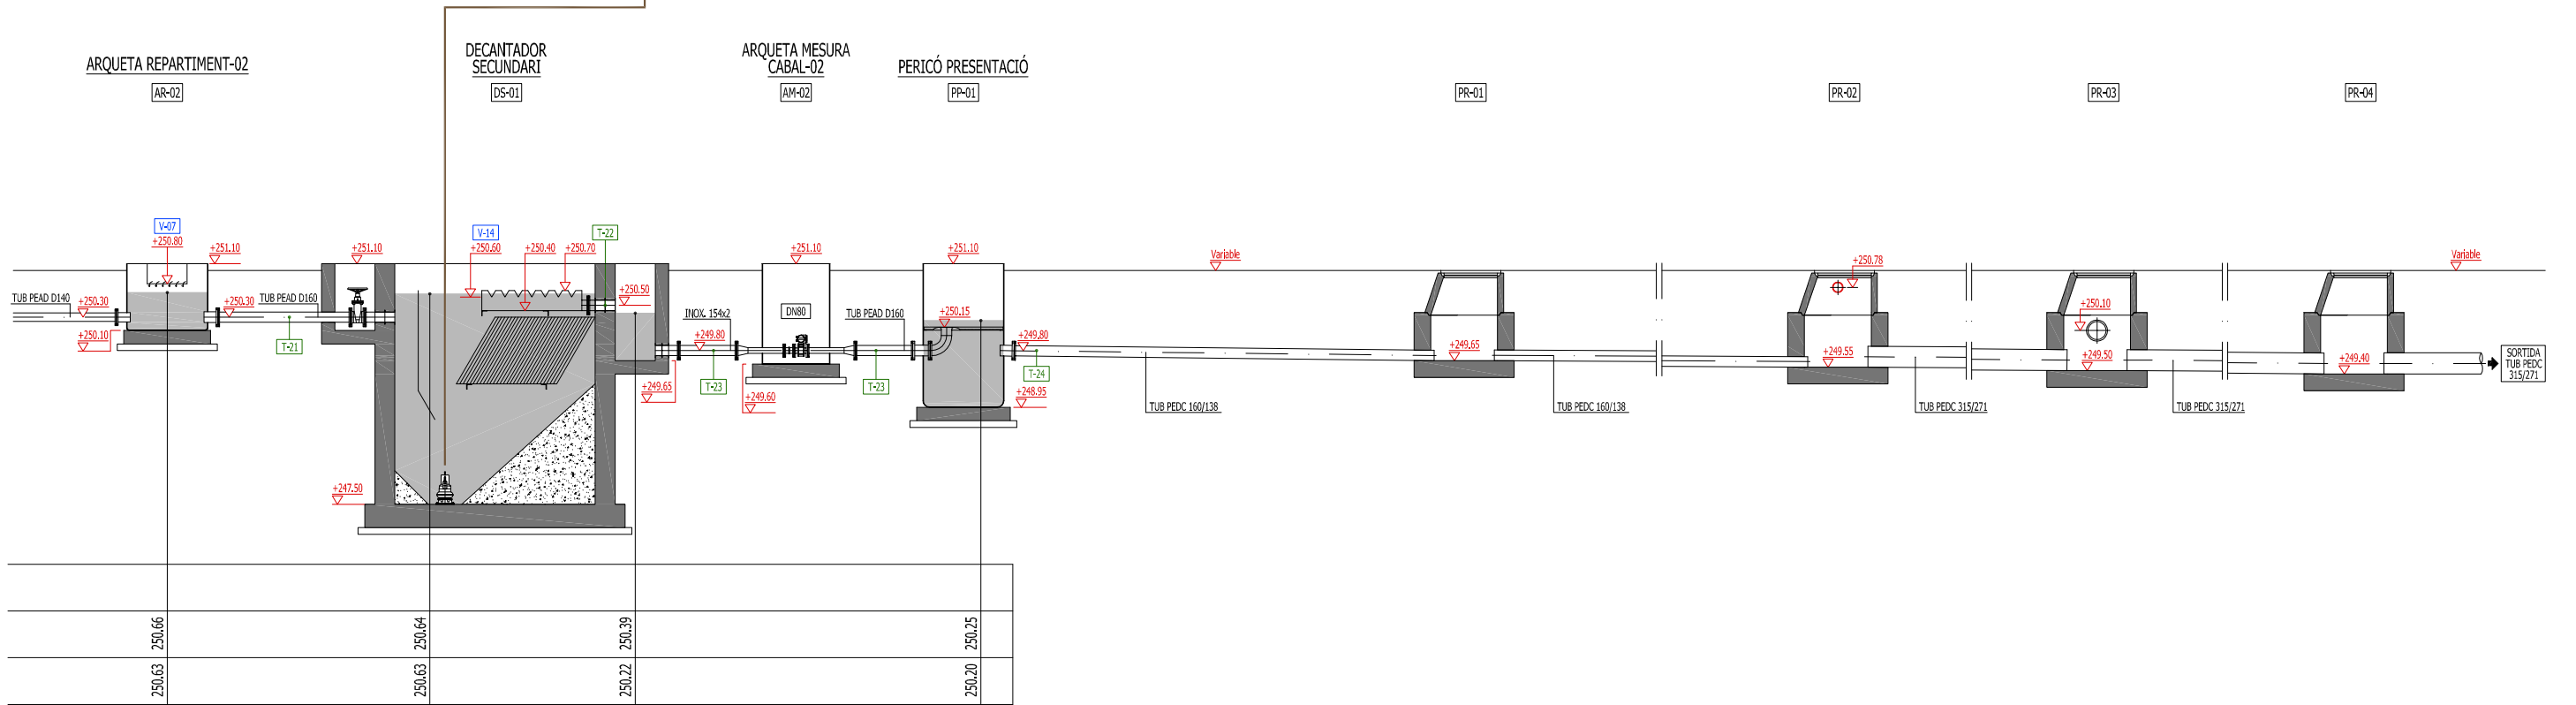 ARQUETA REPARTIMENT-02
AR-02
DECANTADOR
SECUNDARI
DS-01
ARQUETA MESURA
CABAL-02
AM-02
PERICÓ PRESENTACIÓ
PP-01
PR-01
PR-02
PR-03
PR-04
V-07
+250.80
+251.10
+251.10
V-14
+250.60
+250.40
+250.70
T-22
+251.10
+251.10
Variable
+250.78
Variable
TUB PEAD D140
+250.30
+250.30
TUB PEAD D160
+250.50
INOX. 154x2
DN80
TUB PEAD D160
+250.15
+250.10
+250.10
T-21
+249.80
+249.80
+249.65
+249.55
+249.50
+249.40
SORTIDA
TUB PEDC
315/271
T-23
T-23
T-24
+249.65
+249.60
+248.95
TUB PEDC 160/138
TUB PEDC 160/138
TUB PEDC 315/271
TUB PEDC 315/271
+247.50
250.66
250.64
250.39
250.25
250.63
250.63
250.22
250.20